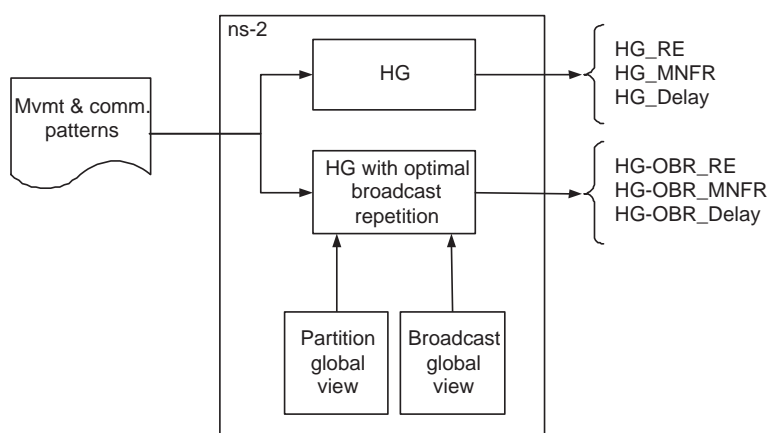 ns-2
Mvmt & comm.
patterns
HG
HG_RE
HG_MNFR
HG_Delay
HG with optimal
broadcast
repetition
HG-OBR_RE
HG-OBR_MNFR
HG-OBR_Delay
Partition
global
view
Broadcast
global
view